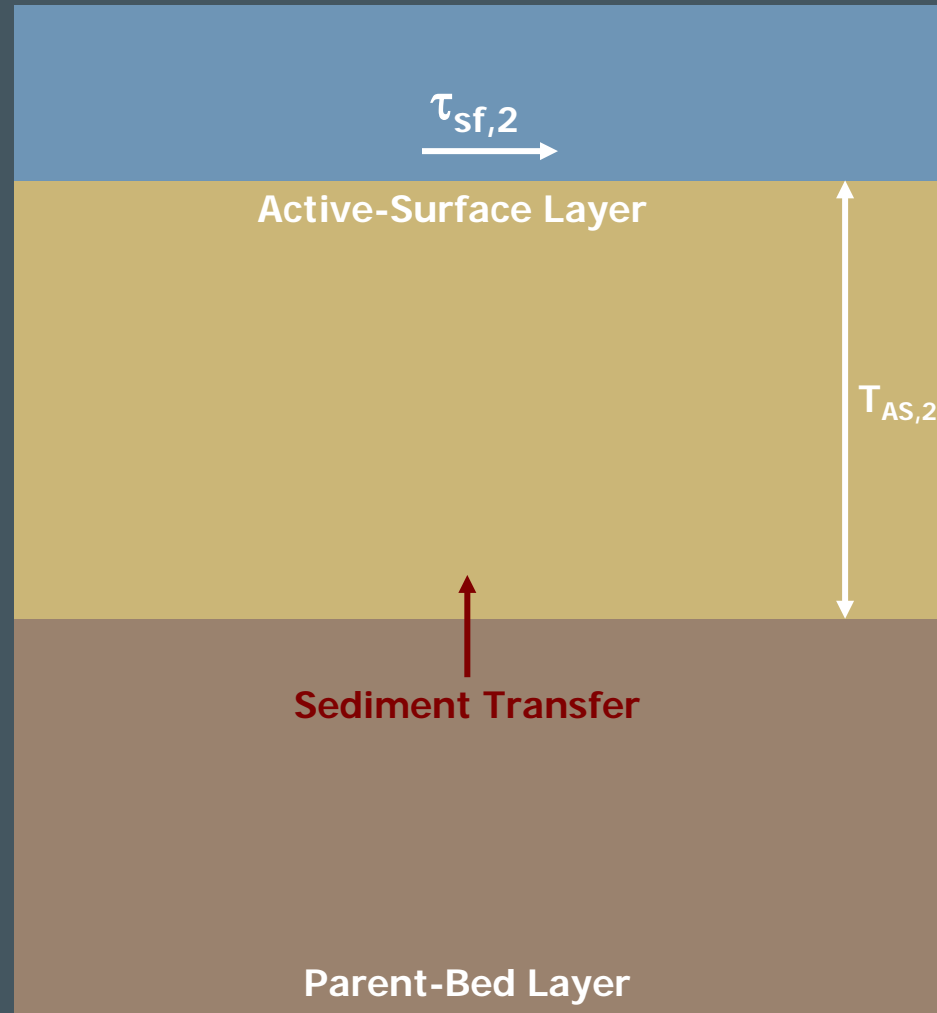 τsf,2
Active-Surface Layer
TAS,2
Sediment Transfer
Parent-Bed Layer